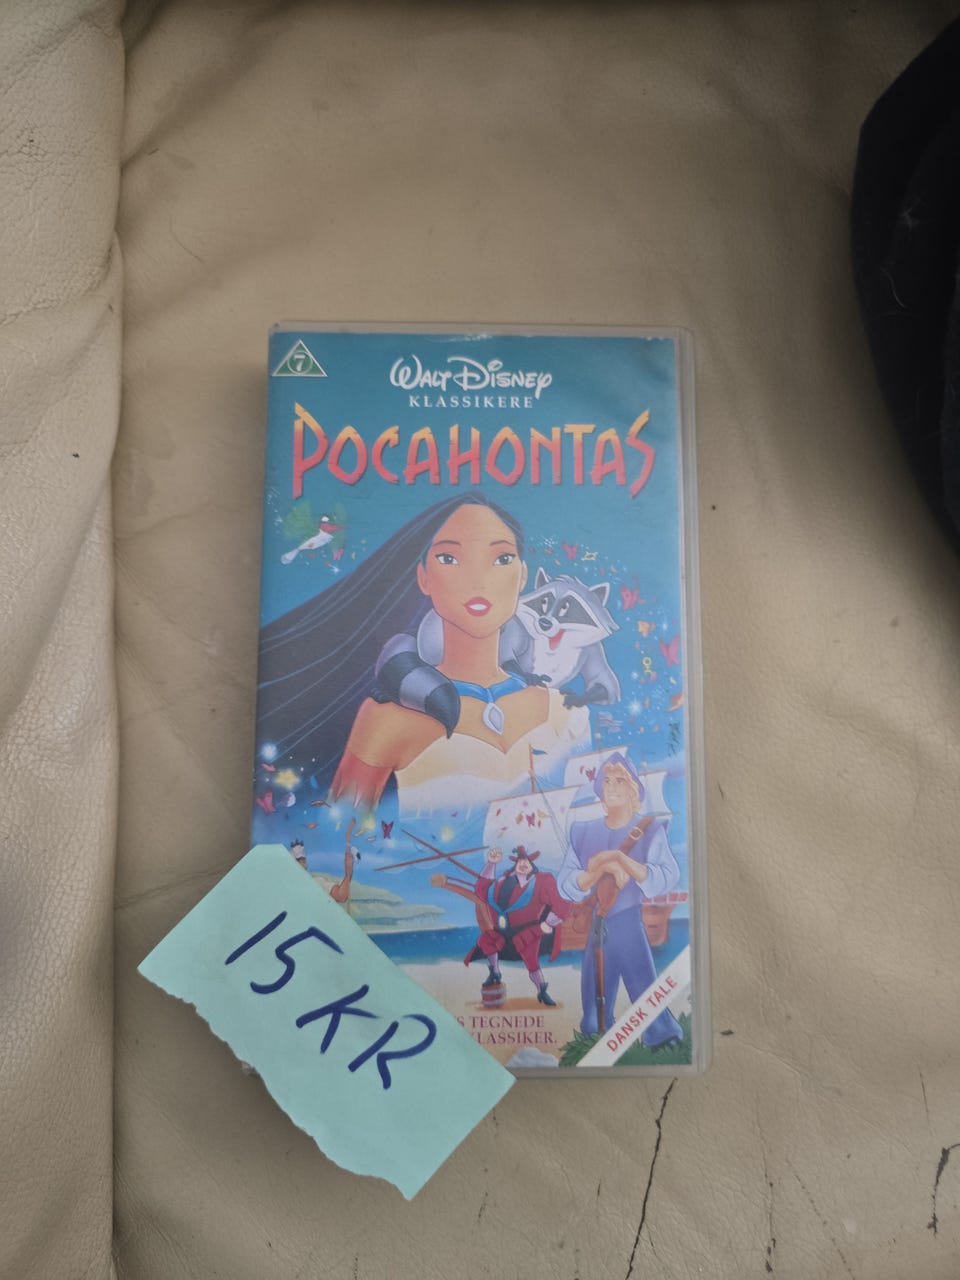 7
WALT DISNEY
KLASSIKERE
POCAHONTAS
TEGNEDE
KLASSIKER.
DANSK TALE
15 KR